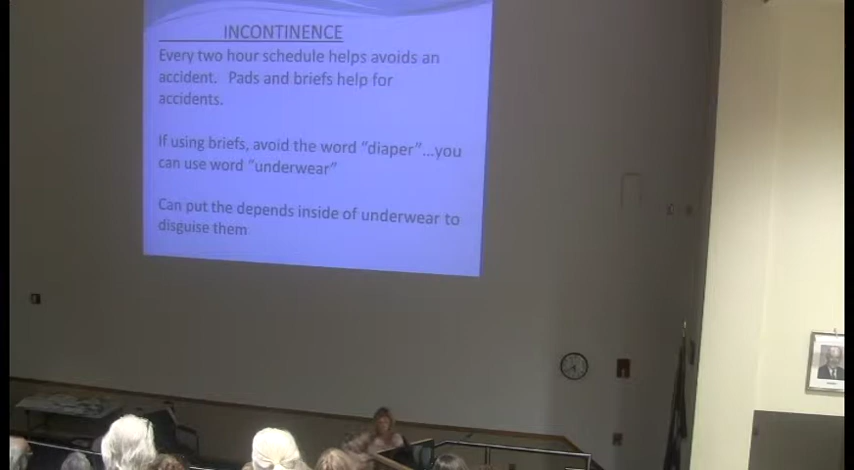 INCONTINENCE
Every two hour schedule helps avoids an
accident. Pads and briefs help for
accidents.
If using briefs, avoid the word “diaper”...you
can use word “underwear”
Can put the depends inside of underwear to
disguise them